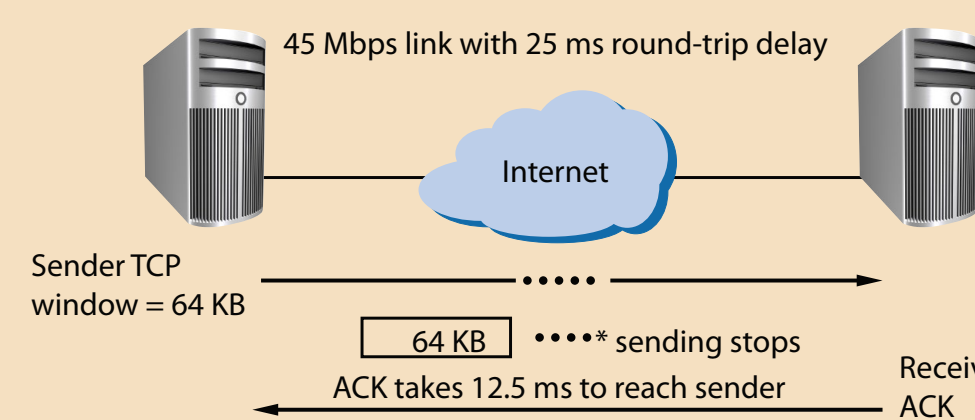 45 Mbps link with 25 ms round-trip delay
Internet
Sender TCP
window = 64 KB
64 KB
* sending stops
ACK takes 12.5 ms to reach sender
ACK